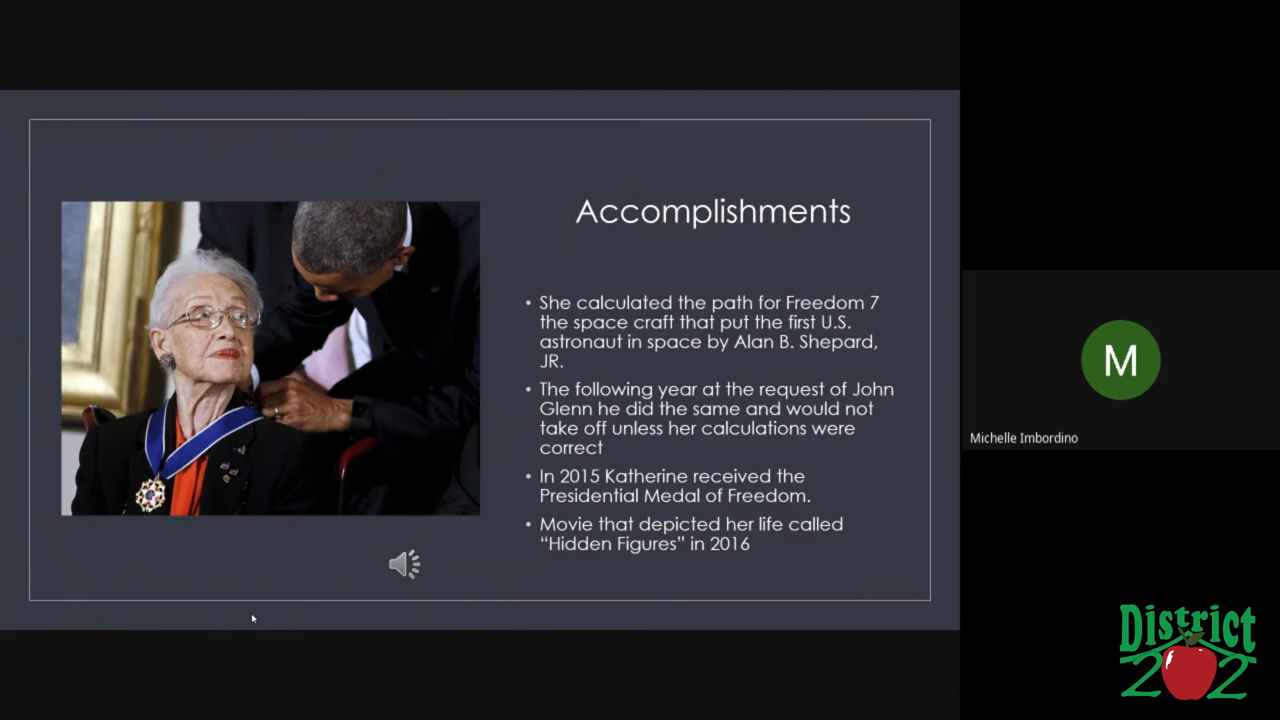 Accomplishments
• She calculated the path for Freedom 7
the space craft that put the first U.S.
astronaut in space by Alan B. Shepard,
JR.
• The following year at the request of John
Glenn he did the same and would not
take off unless her calculations were
correct
• In 2015 Katherine received the
Presidential Medal of Freedom.
• Movie that depicted her life called
“Hidden Figures” in 2016
M
Michelle Imbordino
District
202